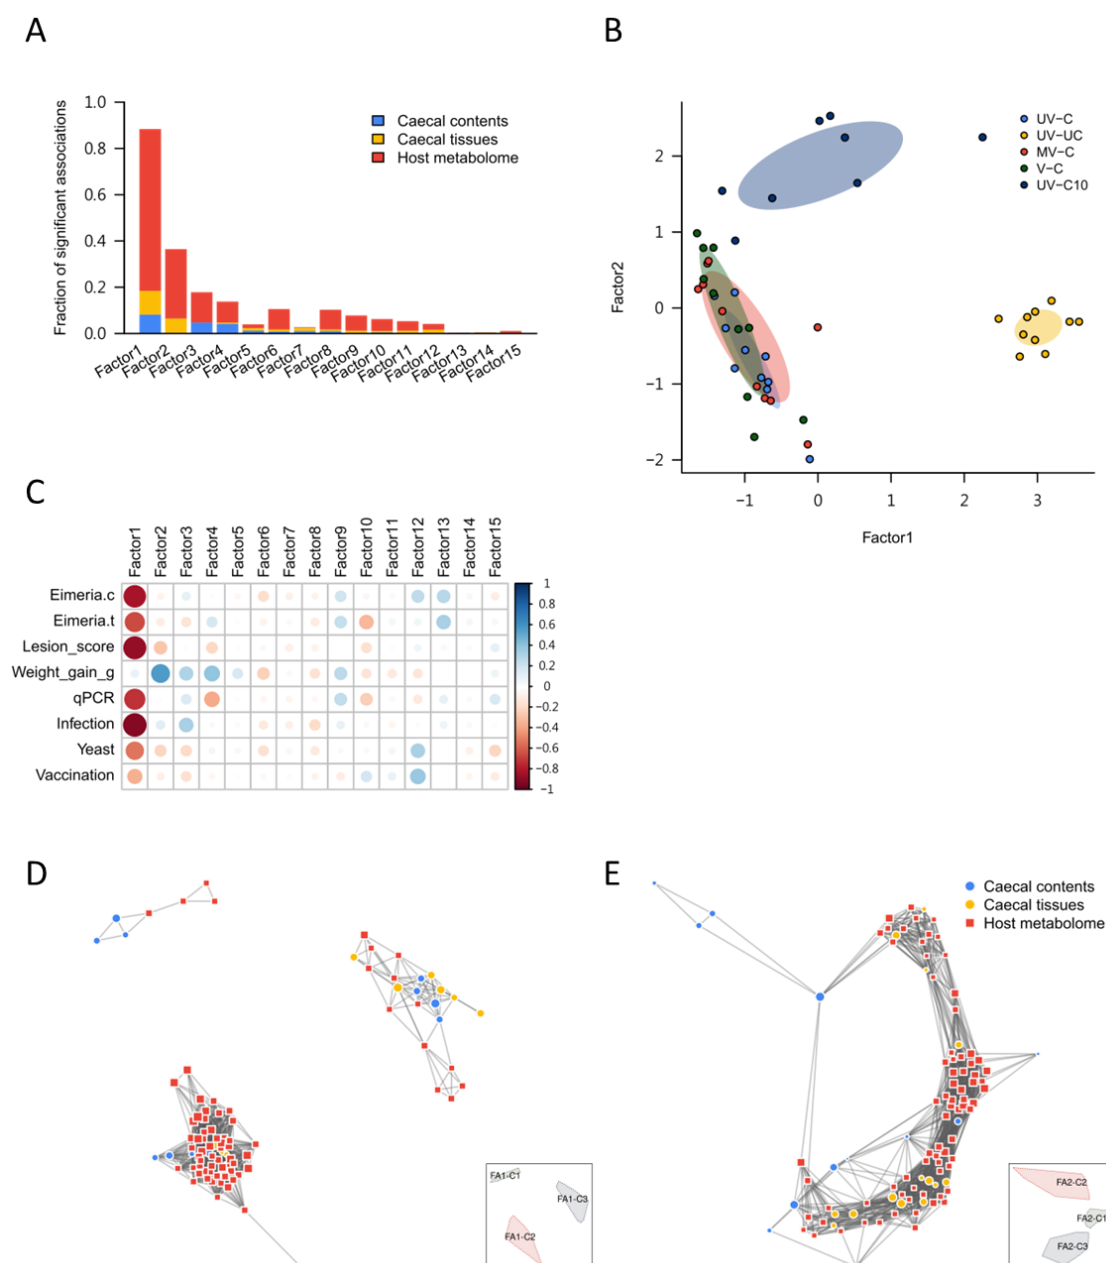 A
B
Fraction of significant associations
1.0
0.8
0.6
0.4
0.2
0.0
Caecal contents
Caecal tissues
Host metabolome
Factor1
Factor2
Factor3
Factor4
Factor5
Factor6
Factor7
Factor8
Factor9
Factor10
Factor11
Factor12
Factor13
Factor14
Factor15
Factor2
2
1
0
−1
−2
UV−C
UV−UC
MV−C
V−C
UV−C10
−1
0
1
2
3
Factor1
C
Factor1
Factor2
Factor3
Factor4
Factor5
Factor6
Factor7
Factor8
Factor9
Factor10
Factor11
Factor12
Factor13
Factor14
Factor15
Eimeria.c
Eimeria.t
Lesion_score
Weight_gain_g
qPCR
Infection
Yeast
Vaccination
1
0.8
0.6
0.4
0.2
0
−0.2
−0.4
−0.6
−0.8
−1
D
E
Caecal contents
Caecal tissues
Host metabolome
FA1-C1
FA1-C3
FA1-C2
FA2-C2
FA2-C1
FA2-C3